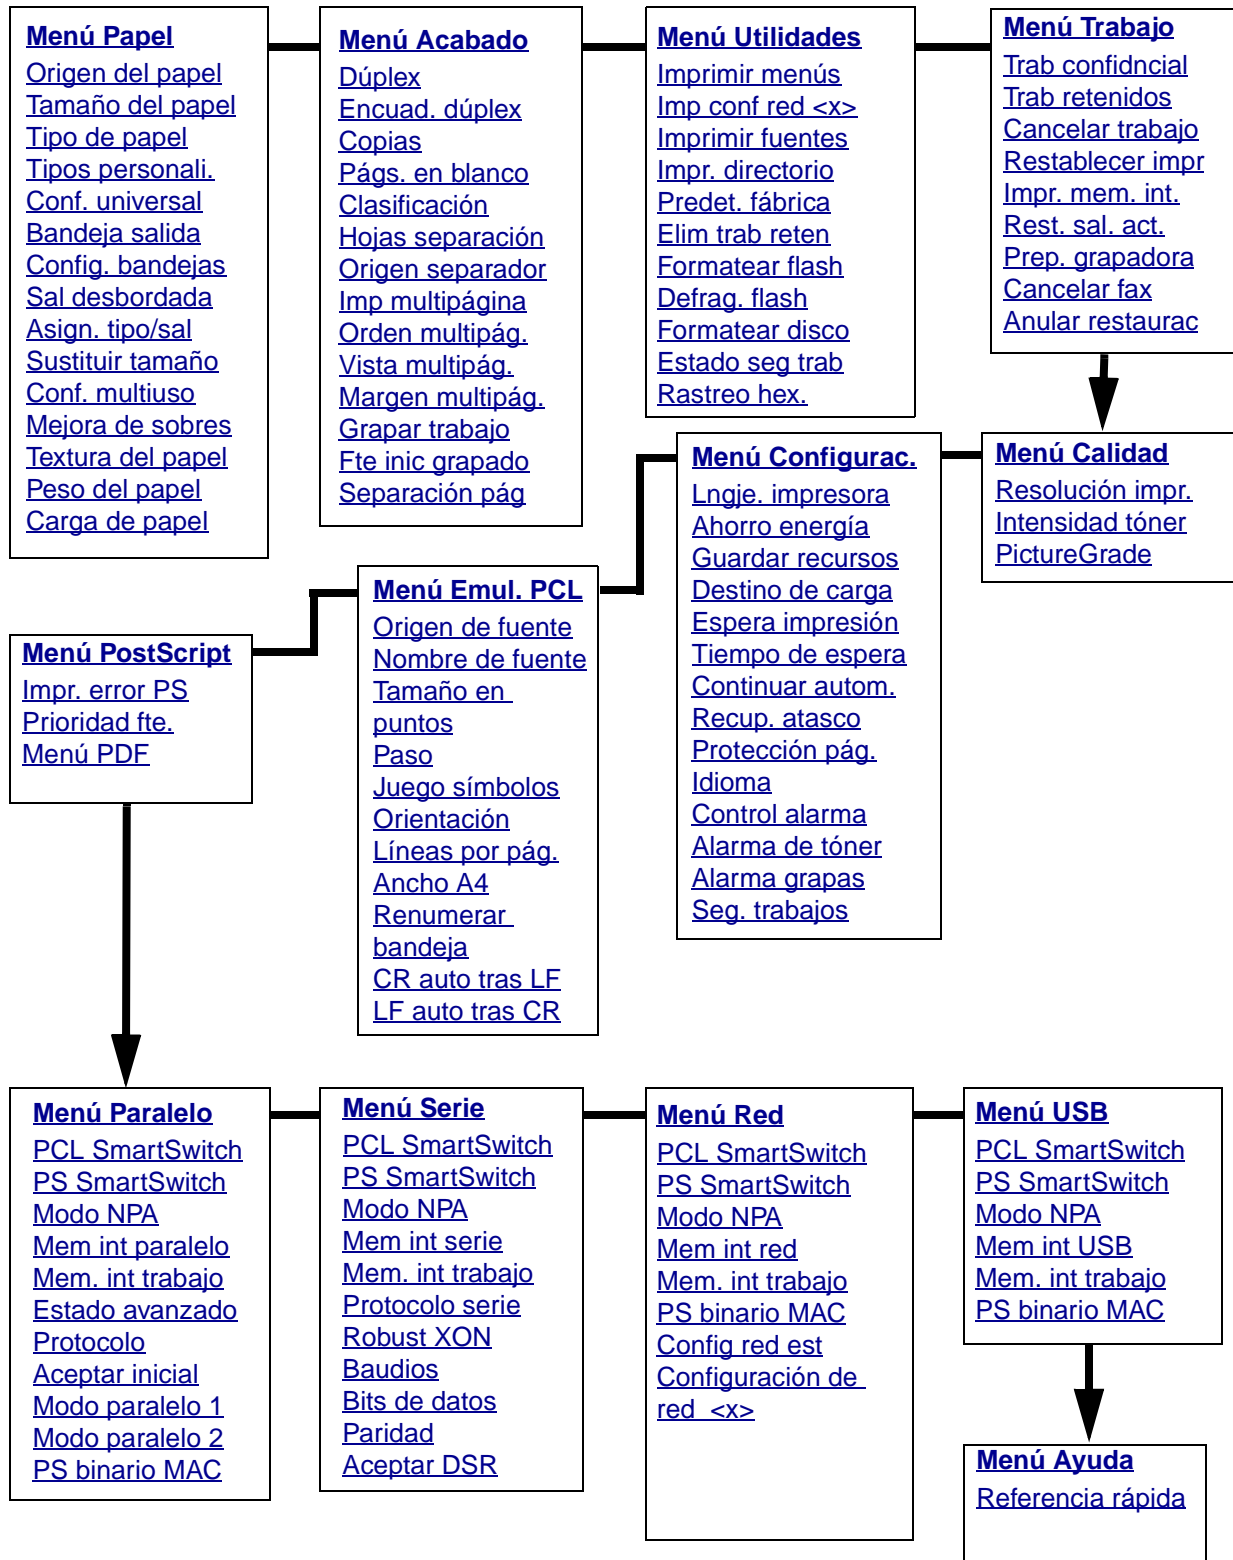 Menú Papel
Origen del papel
Tamaño del papel
Tipo de papel
Tipos personali.
Conf. universal
Bandeja salida
Config. bandejas
Sal desbordada
Asign. tipo/sal
Sustituir tamaño
Conf. multiuso
Mejora de sobres
Textura del papel
Peso del papel
Carga de papel
Menú Acabado
Dúplex
Encuad. dúplex
Copias
Págs. en blanco
Clasificación
Hojas separación
Origen separador
Imp multipágina
Orden multipág.
Vista multipág.
Margen multipág.
Grapar trabajo
Fte inic grapado
Separación pág
Menú Utilidades
Imprimir menús
Imp conf red <x>
Imprimir fuentes
Impr. directorio
Predet. fábrica
Elim trab reten
Formatear flash
Defrag. flash
Formatear disco
Estado seg trab
Rastreo hex.
Menú Trabajo
Trab confidncial
Trab retenidos
Cancelar trabajo
Restablecer impr
Impr. mem. int.
Rest. sal. act.
Prep. grapadora
Cancelar fax
Anular restaurac
Menú Calidad
Resolución impr.
Intensidad tóner
PictureGrade
Menú Configurac.
Lngje. impresora
Ahorro energía
Guardar recursos
Destino de carga
Espera impresión
Tiempo de espera
Continuar autom.
Recup. atasco
Protección pág.
Idioma
Control alarma
Alarma de tóner
Alarma grapas
Seg. trabajos
Menú Emul. PCL
Origen de fuente
Nombre de fuente
Tamaño en
puntos
Paso
Juego símbolos
Orientación
Líneas por pág.
Ancho A4
Renumerar
bandeja
CR auto tras LF
LF auto tras CR
Menú PostScript
Impr. error PS
Prioridad fte.
Menú PDF
Menú Paralelo
PCL SmartSwitch
PS SmartSwitch
Modo NPA
Mem int paralelo
Mem. int trabajo
Estado avanzado
Protocolo
Aceptar inicial
Modo paralelo 1
Modo paralelo 2
PS binario MAC
Menú Serie
PCL SmartSwitch
PS SmartSwitch
Modo NPA
Mem int serie
Mem. int trabajo
Protocolo serie
Robust XON
Baudios
Bits de datos
Paridad
Aceptar DSR
Menú Red
PCL SmartSwitch
PS SmartSwitch
Modo NPA
Mem int red
Mem. int trabajo
PS binario MAC
Config red est
Configuración de
red <x>
Menú USB
PCL SmartSwitch
PS SmartSwitch
Modo NPA
Mem int USB
Mem. int trabajo
PS binario MAC
Menú Ayuda
Referencia rápida